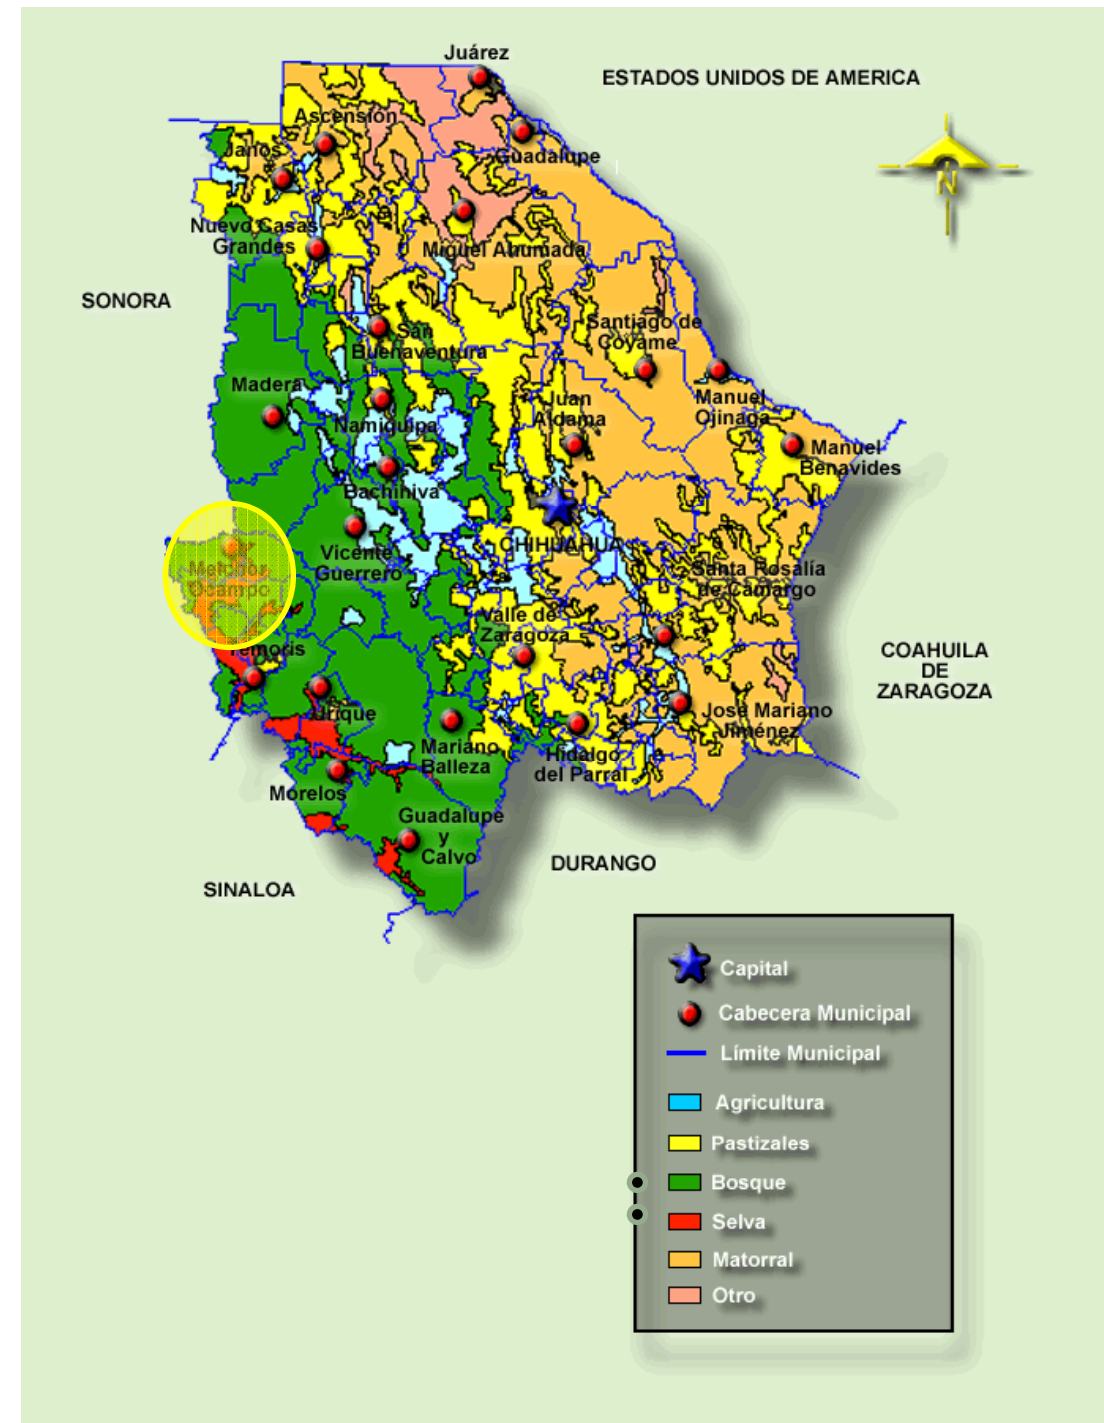 Juárez
ESTADOS UNIDOS DE AMERICA
Ascensión
Janos
Guadalupe
N
Nuevo Casas
Grandes
Miguel Ahumada
SONORA
San
Buenaventura
Santiago de
Coyame
Madera
Namiquipa
Juan
Aldama
Manuel
Ojinaga
Manuel
Benavides
Bachiniva
CHIHUAHUA
Vicente
Guerrero
Melchor
Ocampo
Santa Rosalía
de Camargo
Valle de
Zaragoza
Temoris
COAHUILA
DE
ZARAGOZA
Urique
José Mariano
Jiménez
Mariano
Balleza
Hidalgo
del Parral
Morelos
Guadalupe
y
Calvo
DURANGO
SINALOA
Capital
Cabecera Municipal
Límite Municipal
Agricultura
Pastizales
Bosque
Selva
Matorral
Otro